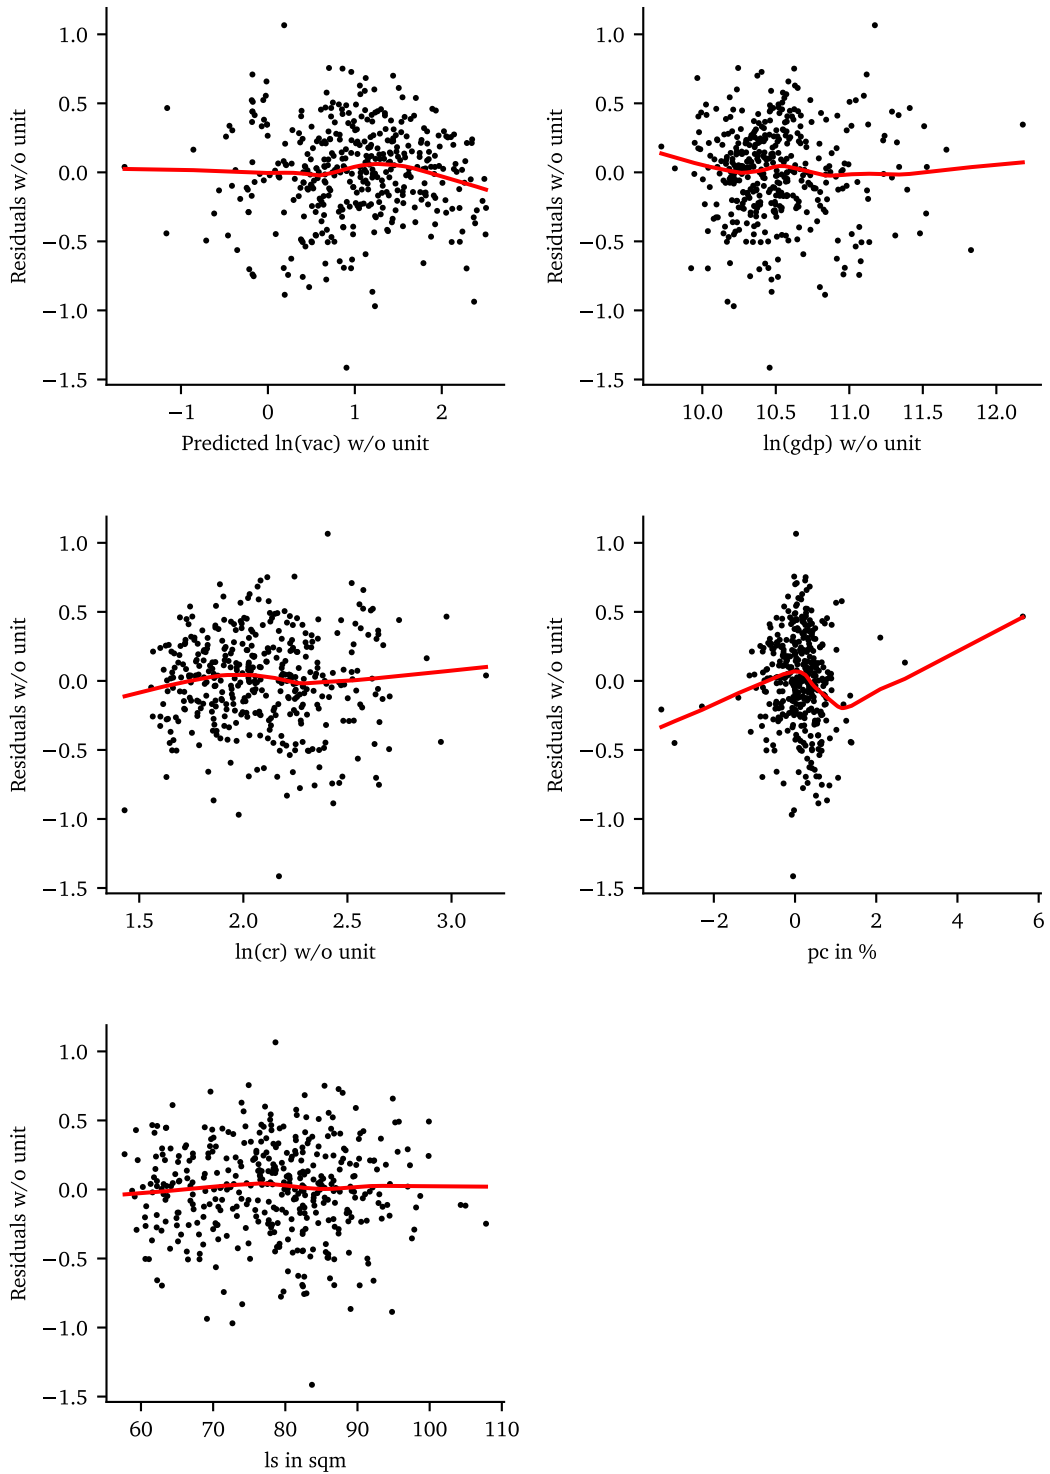 1.0
0.5
0.0
−0.5
−1.0
−1.5
Residuals w/o unit
−1 0 1 2
Predicted ln(vac) w/o unit
1.0
0.5
0.0
−0.5
−1.0
−1.5
Residuals w/o unit
10.0 10.5 11.0 11.5 12.0
ln(gdp) w/o unit
1.0
0.5
0.0
−0.5
−1.0
−1.5
Residuals w/o unit
1.5 2.0 2.5 3.0
ln(cr) w/o unit
1.0
0.5
0.0
−0.5
−1.0
−1.5
Residuals w/o unit
−2 0 2 4 6
pc in %
1.0
0.5
0.0
−0.5
−1.0
−1.5
Residuals w/o unit
60 70 80 90 100 110
ls in sqm